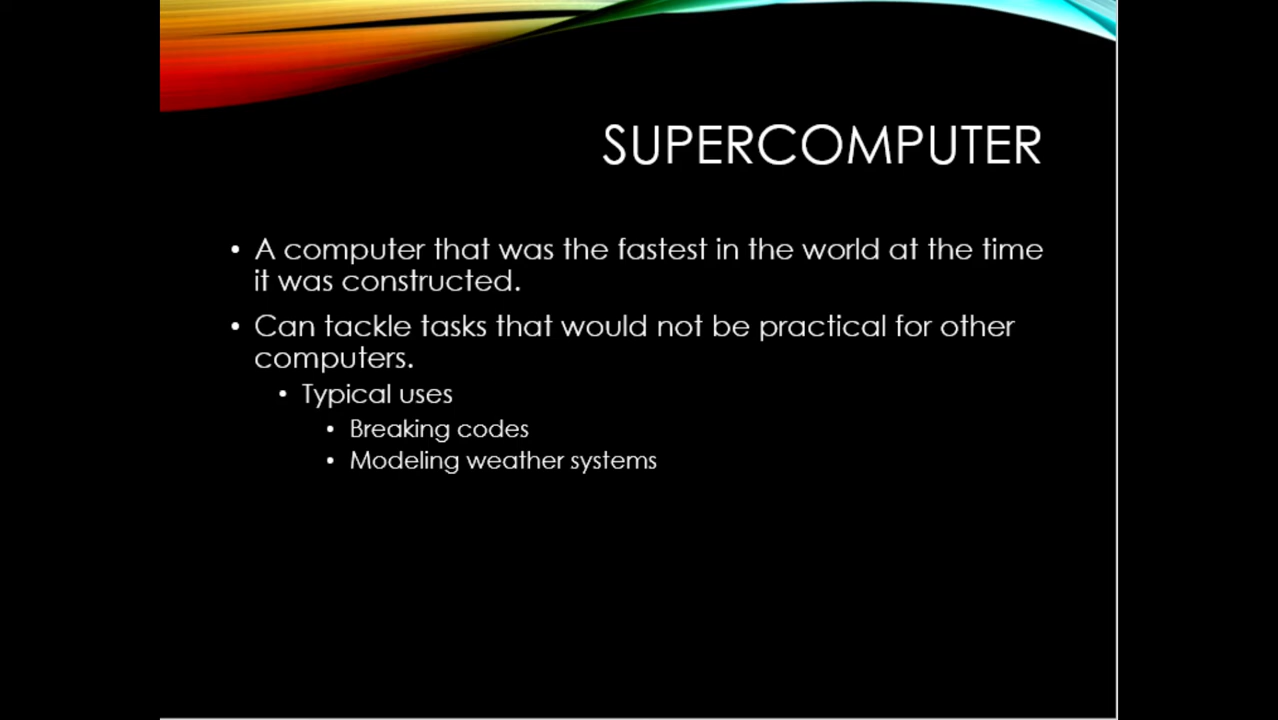 SUPERCOMPUTER
• A computer that was the fastest in the world at the time
it was constructed.
• Can tackle tasks that would not be practical for other
computers.
• Typical uses
• Breaking codes
• Modeling weather systems